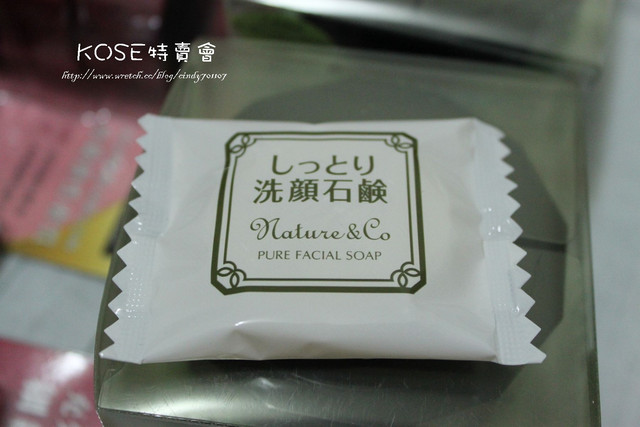 KOSE特賣會
http://www.wretch.cc/blog/cindy701107
しっとり
洗顔石鹸
Nature & Co
PURE FACIAL SOAP